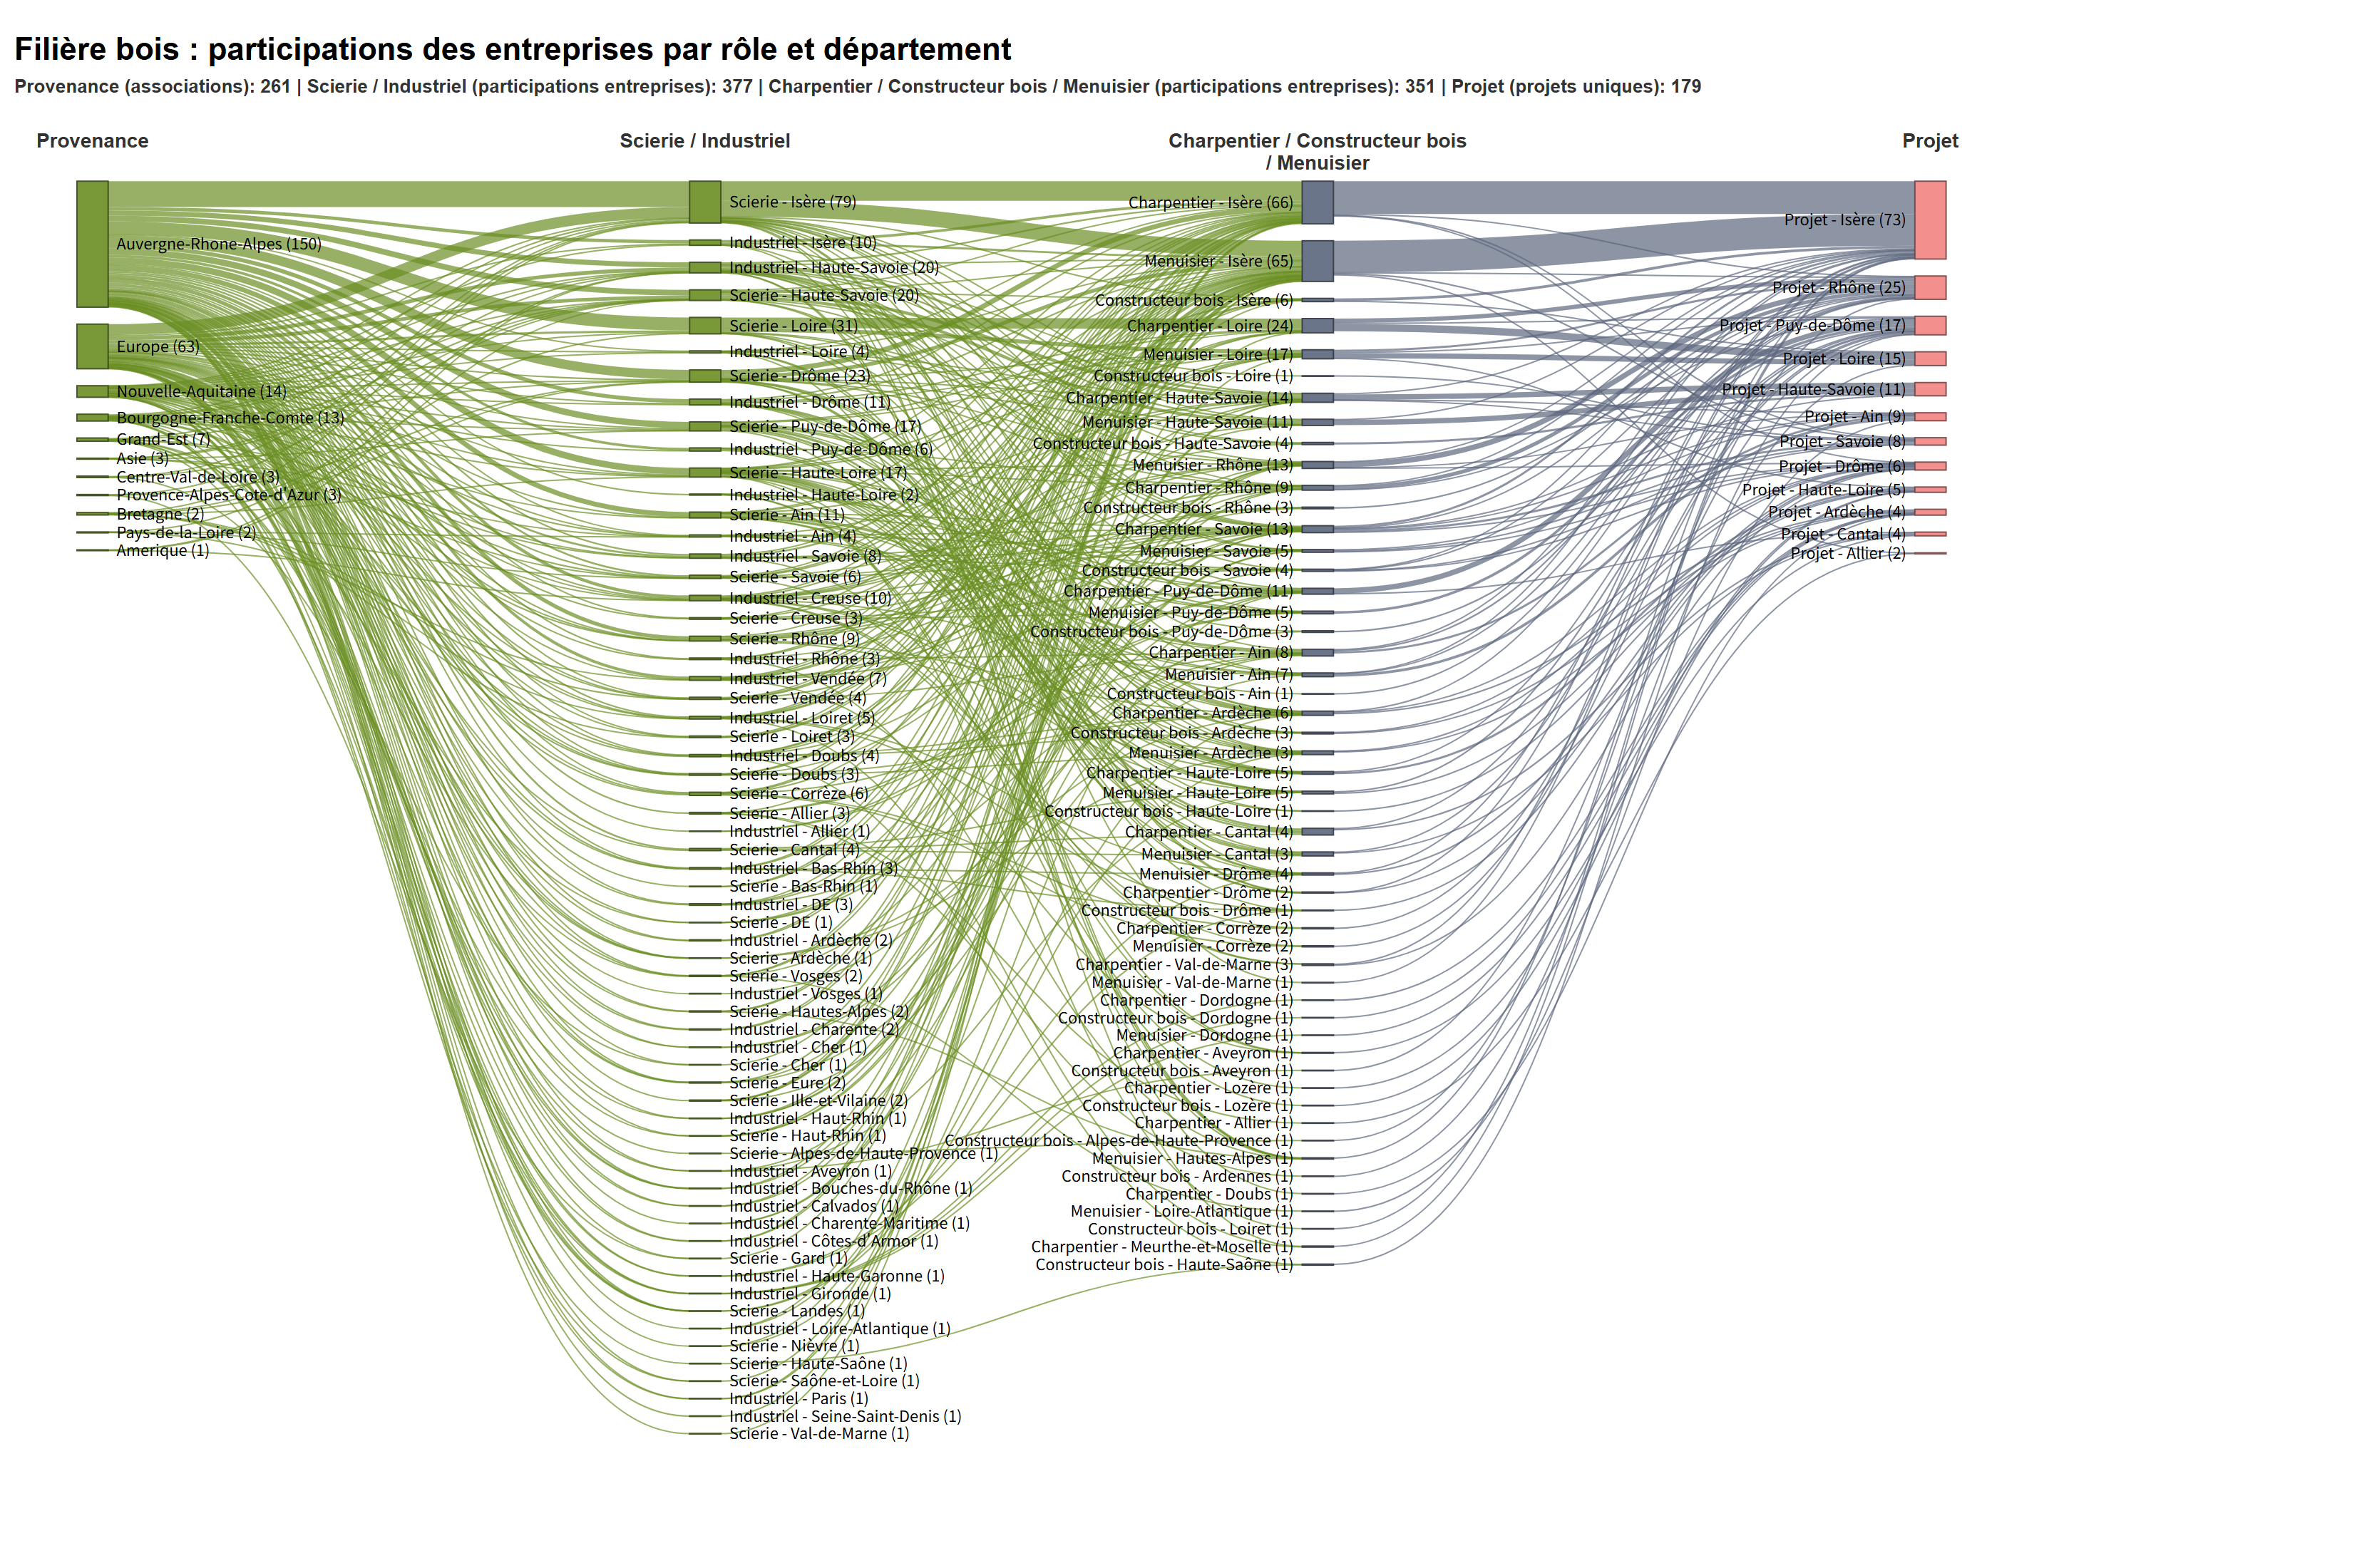 Filière bois : participations des entreprises par rôle et département
Provenance (associations): 261 | Scierie / Industriel (participations entreprises): 377 | Charpentier / Constructeur bois / Menuisier (participations entreprises): 351 | Projet (projets uniques): 179
Provenance
Auvergne-Rhone-Alpes (150)
Europe (63)
Nouvelle-Aquitaine (14)
Bourgogne-Franche-Comte (13)
Grand-Est (7)
Asie (3)
Centre-Val-de-Loire (3)
Provence-Alpes-Cote-d'Azur (3)
Bretagne (2)
Pays-de-la-Loire (2)
Amerique (1)
Scierie / Industriel
Scierie - Isère (79)
Industriel - Isère (10)
Industriel - Haute-Savoie (20)
Scierie - Haute-Savoie (20)
Scierie - Loire (31)
Industriel - Loire (4)
Scierie - Drôme (23)
Industriel - Drôme (11)
Scierie - Puy-de-Dôme (17)
Industriel - Puy-de-Dôme (6)
Scierie - Haute-Loire (17)
Industriel - Haute-Loire (2)
Scierie - Ain (11)
Industriel - Ain (4)
Industriel - Savoie (8)
Scierie - Savoie (6)
Industriel - Creuse (10)
Scierie - Creuse (3)
Scierie - Rhône (9)
Industriel - Rhône (3)
Industriel - Vendée (7)
Scierie - Vendée (4)
Industriel - Loiret (5)
Scierie - Loiret (3)
Industriel - Doubs (4)
Scierie - Doubs (3)
Scierie - Corrèze (6)
Scierie - Allier (3)
Industriel - Allier (1)
Scierie - Cantal (4)
Industriel - Bas-Rhin (3)
Scierie - Bas-Rhin (1)
Industriel - DE (3)
Scierie - DE (1)
Industriel - Ardèche (2)
Scierie - Ardèche (1)
Scierie - Vosges (2)
Industriel - Vosges (1)
Scierie - Hautes-Alpes (2)
Industriel - Charente (2)
Industriel - Cher (1)
Scierie - Cher (1)
Scierie - Eure (2)
Scierie - Ille-et-Vilaine (2)
Industriel - Haut-Rhin (1)
Scierie - Haut-Rhin (1)
Scierie - Alpes-de-Haute-Provence (1)
Industriel - Aveyron (1)
Industriel - Bouches-du-Rhône (1)
Industriel - Calvados (1)
Industriel - Charente-Maritime (1)
Industriel - Côtes-d'Armor (1)
Scierie - Gard (1)
Industriel - Haute-Garonne (1)
Industriel - Gironde (1)
Scierie - Landes (1)
Industriel - Loire-Atlantique (1)
Scierie - Nièvre (1)
Scierie - Haute-Saône (1)
Scierie - Saône-et-Loire (1)
Industriel - Paris (1)
Industriel - Seine-Saint-Denis (1)
Scierie - Val-de-Marne (1)
Charpentier / Constructeur bois
/ Menuisier
Charpentier - Isère (66)
Menuisier - Isère (65)
Constructeur bois - Isère (6)
Charpentier - Loire (24)
Menuisier - Loire (17)
Constructeur bois - Loire (1)
Charpentier - Haute-Savoie (14)
Menuisier - Haute-Savoie (11)
Constructeur bois - Haute-Savoie (4)
Menuisier - Rhône (13)
Charpentier - Rhône (9)
Constructeur bois - Rhône (3)
Charpentier - Savoie (13)
Menuisier - Savoie (5)
Constructeur bois - Savoie (4)
Charpentier - Puy-de-Dôme (11)
Menuisier - Puy-de-Dôme (5)
Constructeur bois - Puy-de-Dôme (3)
Charpentier - Ain (8)
Menuisier - Ain (7)
Constructeur bois - Ain (1)
Charpentier - Ardèche (6)
Constructeur bois - Ardèche (3)
Menuisier - Ardèche (3)
Charpentier - Haute-Loire (5)
Menuisier - Haute-Loire (5)
Constructeur bois - Haute-Loire (1)
Charpentier - Cantal (4)
Menuisier - Cantal (3)
Menuisier - Drôme (4)
Charpentier - Drôme (2)
Constructeur bois - Drôme (1)
Charpentier - Corrèze (2)
Menuisier - Corrèze (2)
Charpentier - Val-de-Marne (3)
Menuisier - Val-de-Marne (1)
Charpentier - Dordogne (1)
Constructeur bois - Dordogne (1)
Menuisier - Dordogne (1)
Charpentier - Aveyron (1)
Constructeur bois - Aveyron (1)
Charpentier - Lozère (1)
Constructeur bois - Lozère (1)
Charpentier - Allier (1)
Constructeur bois - Alpes-de-Haute-Provence (1)
Menuisier - Hautes-Alpes (1)
Constructeur bois - Ardennes (1)
Charpentier - Doubs (1)
Menuisier - Loire-Atlantique (1)
Constructeur bois - Loiret (1)
Charpentier - Meurthe-et-Moselle (1)
Constructeur bois - Haute-Saône (1)
Projet
Projet - Isère (73)
Projet - Rhône (25)
Projet - Puy-de-Dôme (17)
Projet - Loire (15)
Projet - Haute-Savoie (11)
Projet - Ain (9)
Projet - Savoie (8)
Projet - Drôme (6)
Projet - Haute-Loire (5)
Projet - Ardèche (4)
Projet - Cantal (4)
Projet - Allier (2)